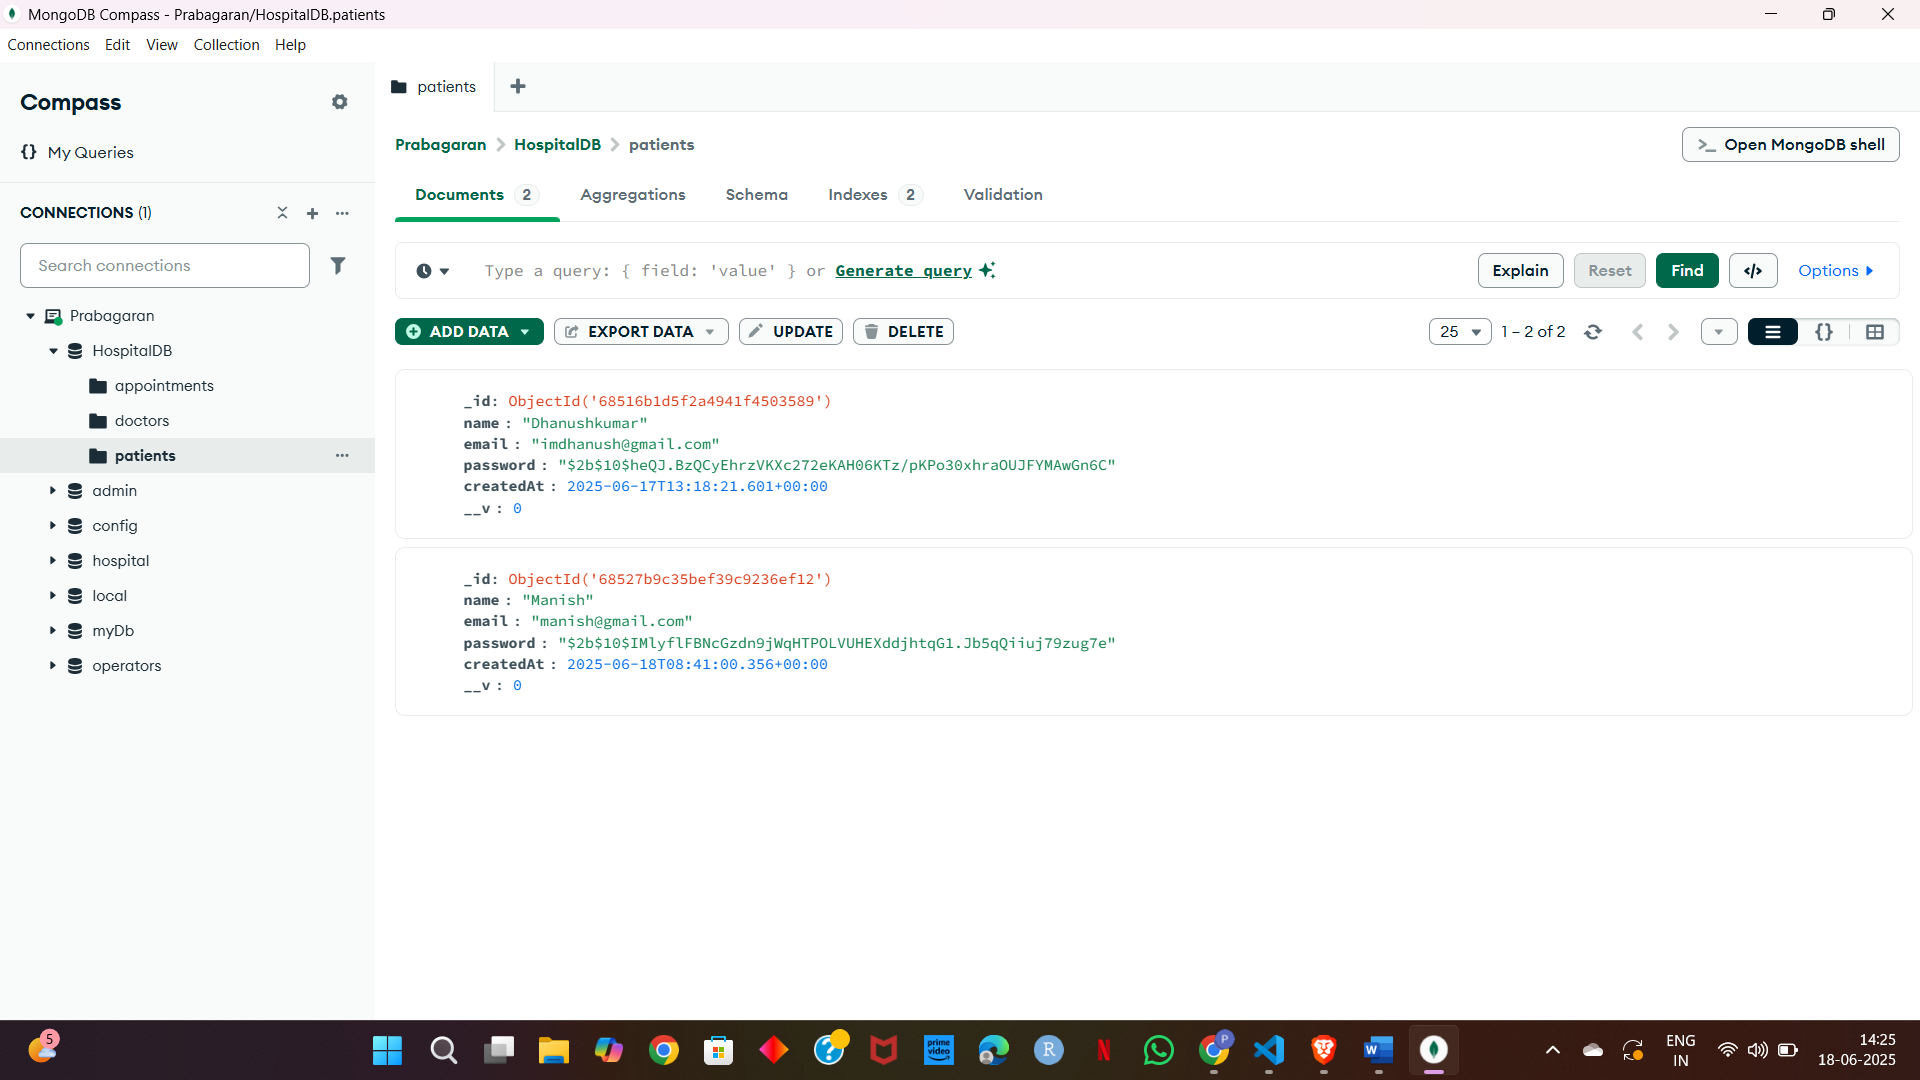 MongoDB Compass - Prabagaran/HospitalDB.patients
Connections Edit View Collection Help
Compass
{} My Queries
CONNECTIONS (1)
Search connections
Prabagaran
HospitalDB
appointments
doctors
patients
admin
config
hospital
local
myDb
operators
patients
Prabagaran > HospitalDB > patients
>_ Open MongoDB shell
Documents 2 Aggregations Schema Indexes 2 Validation
Type a query: { field: 'value' } or Generate query
Explain Reset Find </> Options
ADD DATA EXPORT DATA UPDATE DELETE
25 1 – 2 of 2 {}
_id: ObjectId('68516b1d5f2a4941f4503589')
name : "Dhanushkumar"
email : "imdhanush@gmail.com"
password : "$2b$10$heQJ.BzQCyEhrzVKXc272eKAH06KTz/pKPo30xhraOUJFYMAwGn6C"
createdAt : 2025-06-17T13:18:21.601+00:00
__v : 0
_id: ObjectId('68527b9c35bef39c9236ef12')
name : "Manish"
email : "manish@gmail.com"
password : "$2b$10$IMlyflFBNcGzdn9jWqHTPOLVUHEXddjhtqG1.Jb5qQiiuj79zug7e"
createdAt : 2025-06-18T08:41:00.356+00:00
__v : 0
5
prime video
R
N
P
W
ENG
IN
14:25
18-06-2025